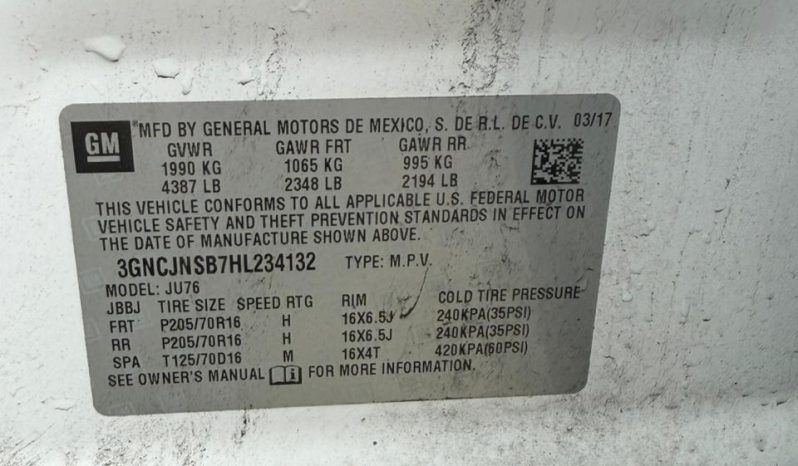 GM MFD BY GENERAL MOTORS DE MEXICO, S. DE R.L. DE C.V. 03/17
GVWR GAWR FRT GAWR RR
1990 KG 1065 KG 995 KG
4387 LB 2348 LB 2194 LB
THIS VEHICLE CONFORMS TO ALL APPLICABLE U.S. FEDERAL MOTOR
VEHICLE SAFETY AND THEFT PREVENTION STANDARDS IN EFFECT ON
THE DATE OF MANUFACTURE SHOWN ABOVE.
3GNCJNSB7HL234132 TYPE: M.P.V.
MODEL: JU76
JBBJ TIRE SIZE SPEED RTG RIM COLD TIRE PRESSURE
FRT P205/70R16 H 16X6.5J 240KPA(35PSI)
RR P205/70R16 H 16X6.5J 240KPA(35PSI)
SPA T125/70D16 M 16X4T 420KPA(60PSI)
SEE OWNER'S MANUAL FOR MORE INFORMATION.